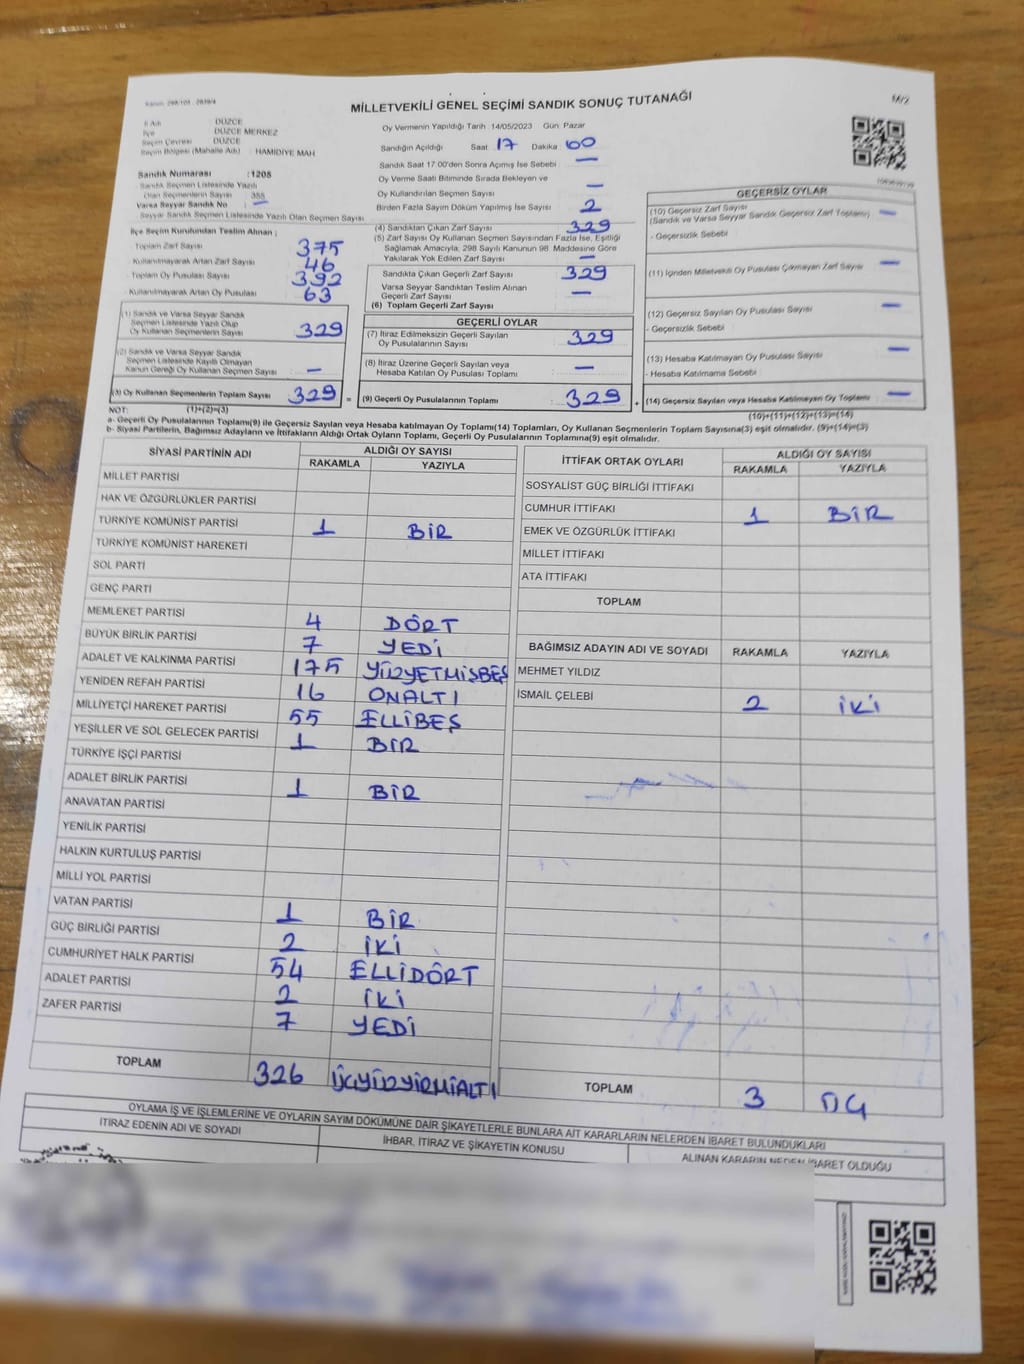 MİLLETVEKİLİ GENEL SEÇİMİ SANDIK SONUÇ TUTANAĞI
M/2
İl Adı DÜZCE
İlçe DÜZCE MERKEZ
Seçim Çevresi DÜZCE
Seçim Bölgesi (Mahalle Adı) : HAMIDIYE MAH
Sandık Numarası : 1208
Sandık Seçmen Listesinde Yazılı
Olan Seçmenlerin Sayısı : 355
Varsa Seyyar Sandık No : —
Seyyar Sandık Seçmen Listesinde Yazılı Olan Seçmen Sayısı
Oy Vermenin Yapıldığı Tarih : 14/05/2023 Gün: Pazar
Sandığın Açıldığı Saat 17 Dakika 60
Sandık Saat 17:00'den Sonra Açımış İse Sebebi —
Oy Verme Saati Bitiminde Sırada Bekleyen ve
Oy Kullandırılan Seçmen Sayısı —
Birden Fazla Sayım Döküm Yapılmış İse Sayısı 2
İlçe Seçim Kurulundan Teslim Alınan ;
Toplam Zarf Sayısı 375
Kullanılmayarak Artan Zarf Sayısı 46
Toplam Oy Pusulası Sayısı 392
Kullanılmayarak Artan Oy Pusulası 63
(1) Sandık ve Varsa Seyyar Sandık
Seçmen Listesinde Yazılı Olup
Oy Kullanan Seçmenlerin Sayısı 329
(2) Sandık ve Varsa Seyyar Sandık
Seçmen Listesinde Kayıtlı Olmayan
Kanun Gereği Oy Kullanan Seçmen Sayısı —
(3) Oy Kullanan Seçmenlerin Toplam Sayısı 329 =
(4) Sandıktan Çıkan Zarf Sayısı 329
(5) Zarf Sayısı Oy Kullanan Seçmen Sayısından Fazla İse, Eşitliği
Sağlamak Amacıyla, 298 Sayılı Kanunun 98. Maddesine Göre
Yakılarak Yok Edilen Zarf Sayısı —
Sandıkta Çıkan Geçerli Zarf Sayısı 329
Varsa Seyyar Sandıktan Teslim Alınan
Geçerli Zarf Sayısı —
(6) Toplam Geçerli Zarf Sayısı
GEÇERLİ OYLAR
(7) İtiraz Edilmeksizin Geçerli Sayılan
Oy Pusulalarının Sayısı 329
(8) İtiraz Üzerine Geçerli Sayılan veya
Hesaba Katılan Oy Pusulası Toplamı —
(9) Geçerli Oy Pusulalarının Toplamı 329 +
GEÇERSİZ OYLAR
(10) Geçersiz Zarf Sayısı —
(Sandık ve Varsa Seyyar Sandık Geçersiz Zarf Toplamı)
- Geçersizlik Sebebi
(11) İçinden Milletvekili Oy Pusulası Çıkmayan Zarf Sayısı —
(12) Geçersiz Sayılan Oy Pusulası Sayısı —
- Geçersizlik Sebebi
(13) Hesaba Katılmayan Oy Pusulası Sayısı —
- Hesaba Katılmama Sebebi
(14) Geçersiz Sayılan veya Hesaba Katılmayan Oy Toplamı —
(10)+(11)+(12)+(13)=(14)
NOT: (1)+(2)=(3)
a- Geçerli Oy Pusulalarının Toplamı(9) ile Geçersiz Sayılan veya Hesaba katılmayan Oy Toplamı(14) Toplamları, Oy Kullanan Seçmenlerin Toplam Sayısına(3) eşit olmalıdır. (9)+(14)=(3)
b- Siyasi Partilerin, Bağımsız Adayların ve İttifakların Aldığı Ortak Oyların Toplamı, Geçerli Oy Pusulalarının Toplamına(9) eşit olmalıdır.
SİYASİ PARTİNİN ADI ALDIĞI OY SAYISI
RAKAMLA YAZIYLA
MİLLET PARTİSİ
HAK VE ÖZGÜRLÜKLER PARTİSİ
TÜRKİYE KOMÜNİST PARTİSİ 1 BİR
TÜRKİYE KOMÜNİST HAREKETİ
SOL PARTİ
GENÇ PARTİ
MEMLEKET PARTİSİ 4 DÖRT
BÜYÜK BİRLİK PARTİSİ 7 YEDİ
ADALET VE KALKINMA PARTİSİ 175 YÜZYETMİŞBEŞ
YENİDEN REFAH PARTİSİ 16 ONALTI
MİLLİYETÇİ HAREKET PARTİSİ 55 ELLİBEŞ
YEŞİLLER VE SOL GELECEK PARTİSİ 1 BİR
TÜRKİYE İŞÇİ PARTİSİ
ADALET BİRLİK PARTİSİ 1 BİR
ANAVATAN PARTİSİ
YENİLİK PARTİSİ
HALKIN KURTULUŞ PARTİSİ
MİLLİ YOL PARTİSİ
VATAN PARTİSİ 1 BİR
GÜÇ BİRLİĞİ PARTİSİ 2 İKİ
CUMHURİYET HALK PARTİSİ 54 ELLİDÖRT
ADALET PARTİSİ 2 İKİ
ZAFER PARTİSİ 7 YEDİ
TOPLAM 326 ÜÇYÜZYİRMİALTI
İTTİFAK ORTAK OYLARI ALDIĞI OY SAYISI
RAKAMLA YAZIYLA
SOSYALİST GÜÇ BİRLİĞİ İTTİFAKI
CUMHUR İTTİFAKI 1 BİR
EMEK VE ÖZGÜRLÜK İTTİFAKI
MİLLET İTTİFAKI
ATA İTTİFAKI
TOPLAM
BAĞIMSIZ ADAYIN ADI VE SOYADI RAKAMLA YAZIYLA
MEHMET YILDIZ
İSMAİL ÇELEBİ 2 İKİ
TOPLAM 3 ÜÇ
OYLAMA İŞ VE İŞLEMLERİNE VE OYLARIN SAYIM DÖKÜMÜNE DAİR ŞİKAYETLERLE BUNLARA AİT KARARLARIN NELERDEN İBARET BULUNDUKLARI
İTİRAZ EDENİN ADI VE SOYADI İHBAR, İTİRAZ VE ŞİKAYETİN KONUSU ALINAN KARARIN NEDEN İBARET OLDUĞU